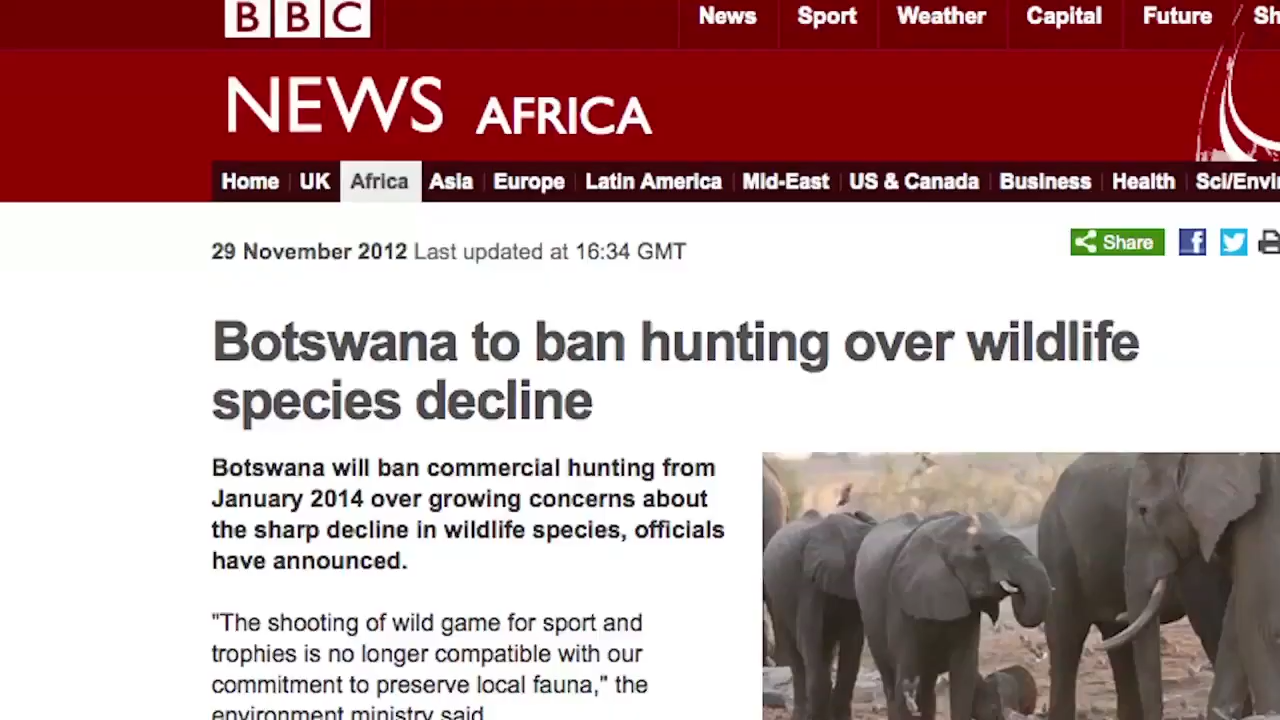 BBC
News Sport Weather Capital Future
NEWS AFRICA
Home UK Africa Asia Europe Latin America Mid-East US & Canada Business Health
29 November 2012 Last updated at 16:34 GMT
Share
Botswana to ban hunting over wildlife
species decline
Botswana will ban commercial hunting from
January 2014 over growing concerns about
the sharp decline in wildlife species, officials
have announced.
"The shooting of wild game for sport and
trophies is no longer compatible with our
commitment to preserve local fauna," the
environment ministry said